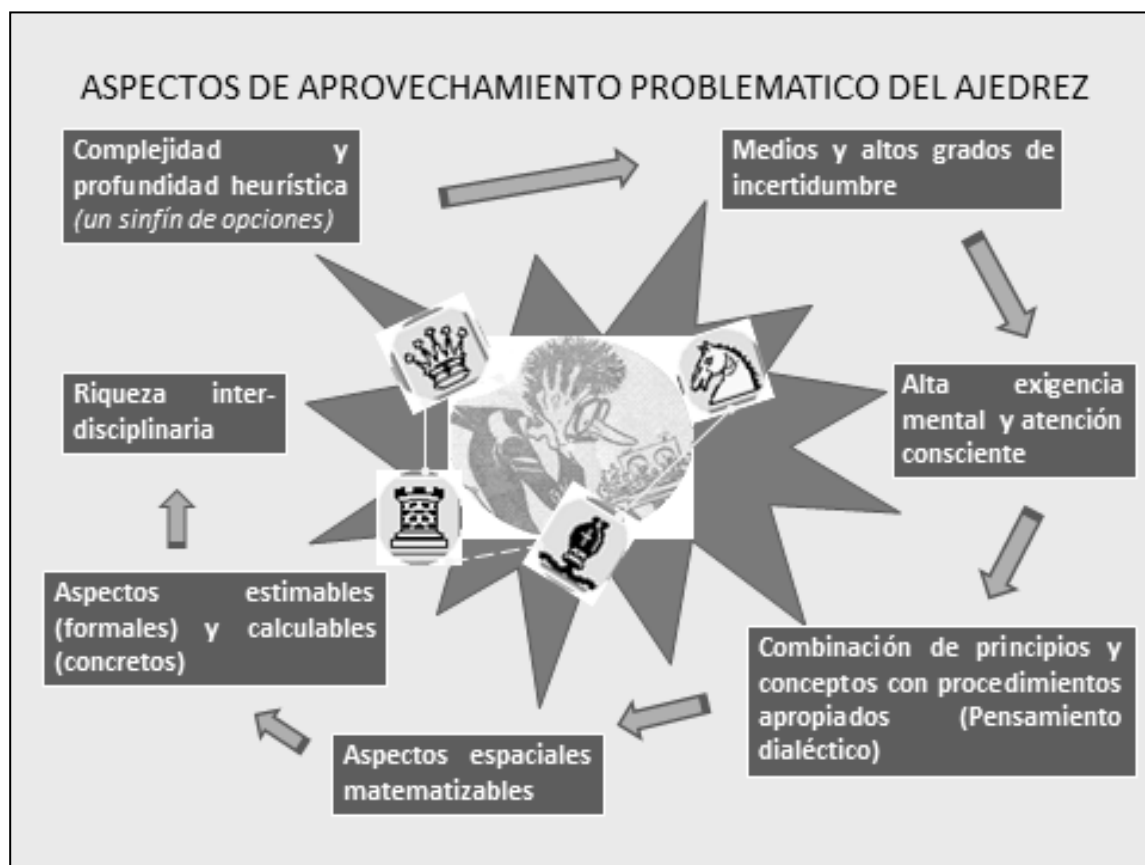 ASPECTOS DE APROVECHAMIENTO PROBLEMATICO DEL AJEDREZ
Complejidad y
profundidad heurística
(un sinfín de opciones)
Medios y altos grados de
incertidumbre
Alta exigencia
mental y atención
consciente
Combinación de principios y
conceptos con procedimientos
apropiados (Pensamiento
dialéctico)
Aspectos espaciales
matematizables
Aspectos estimables
(formales) y calculables
(concretos)
Riqueza inter-
disciplinaria